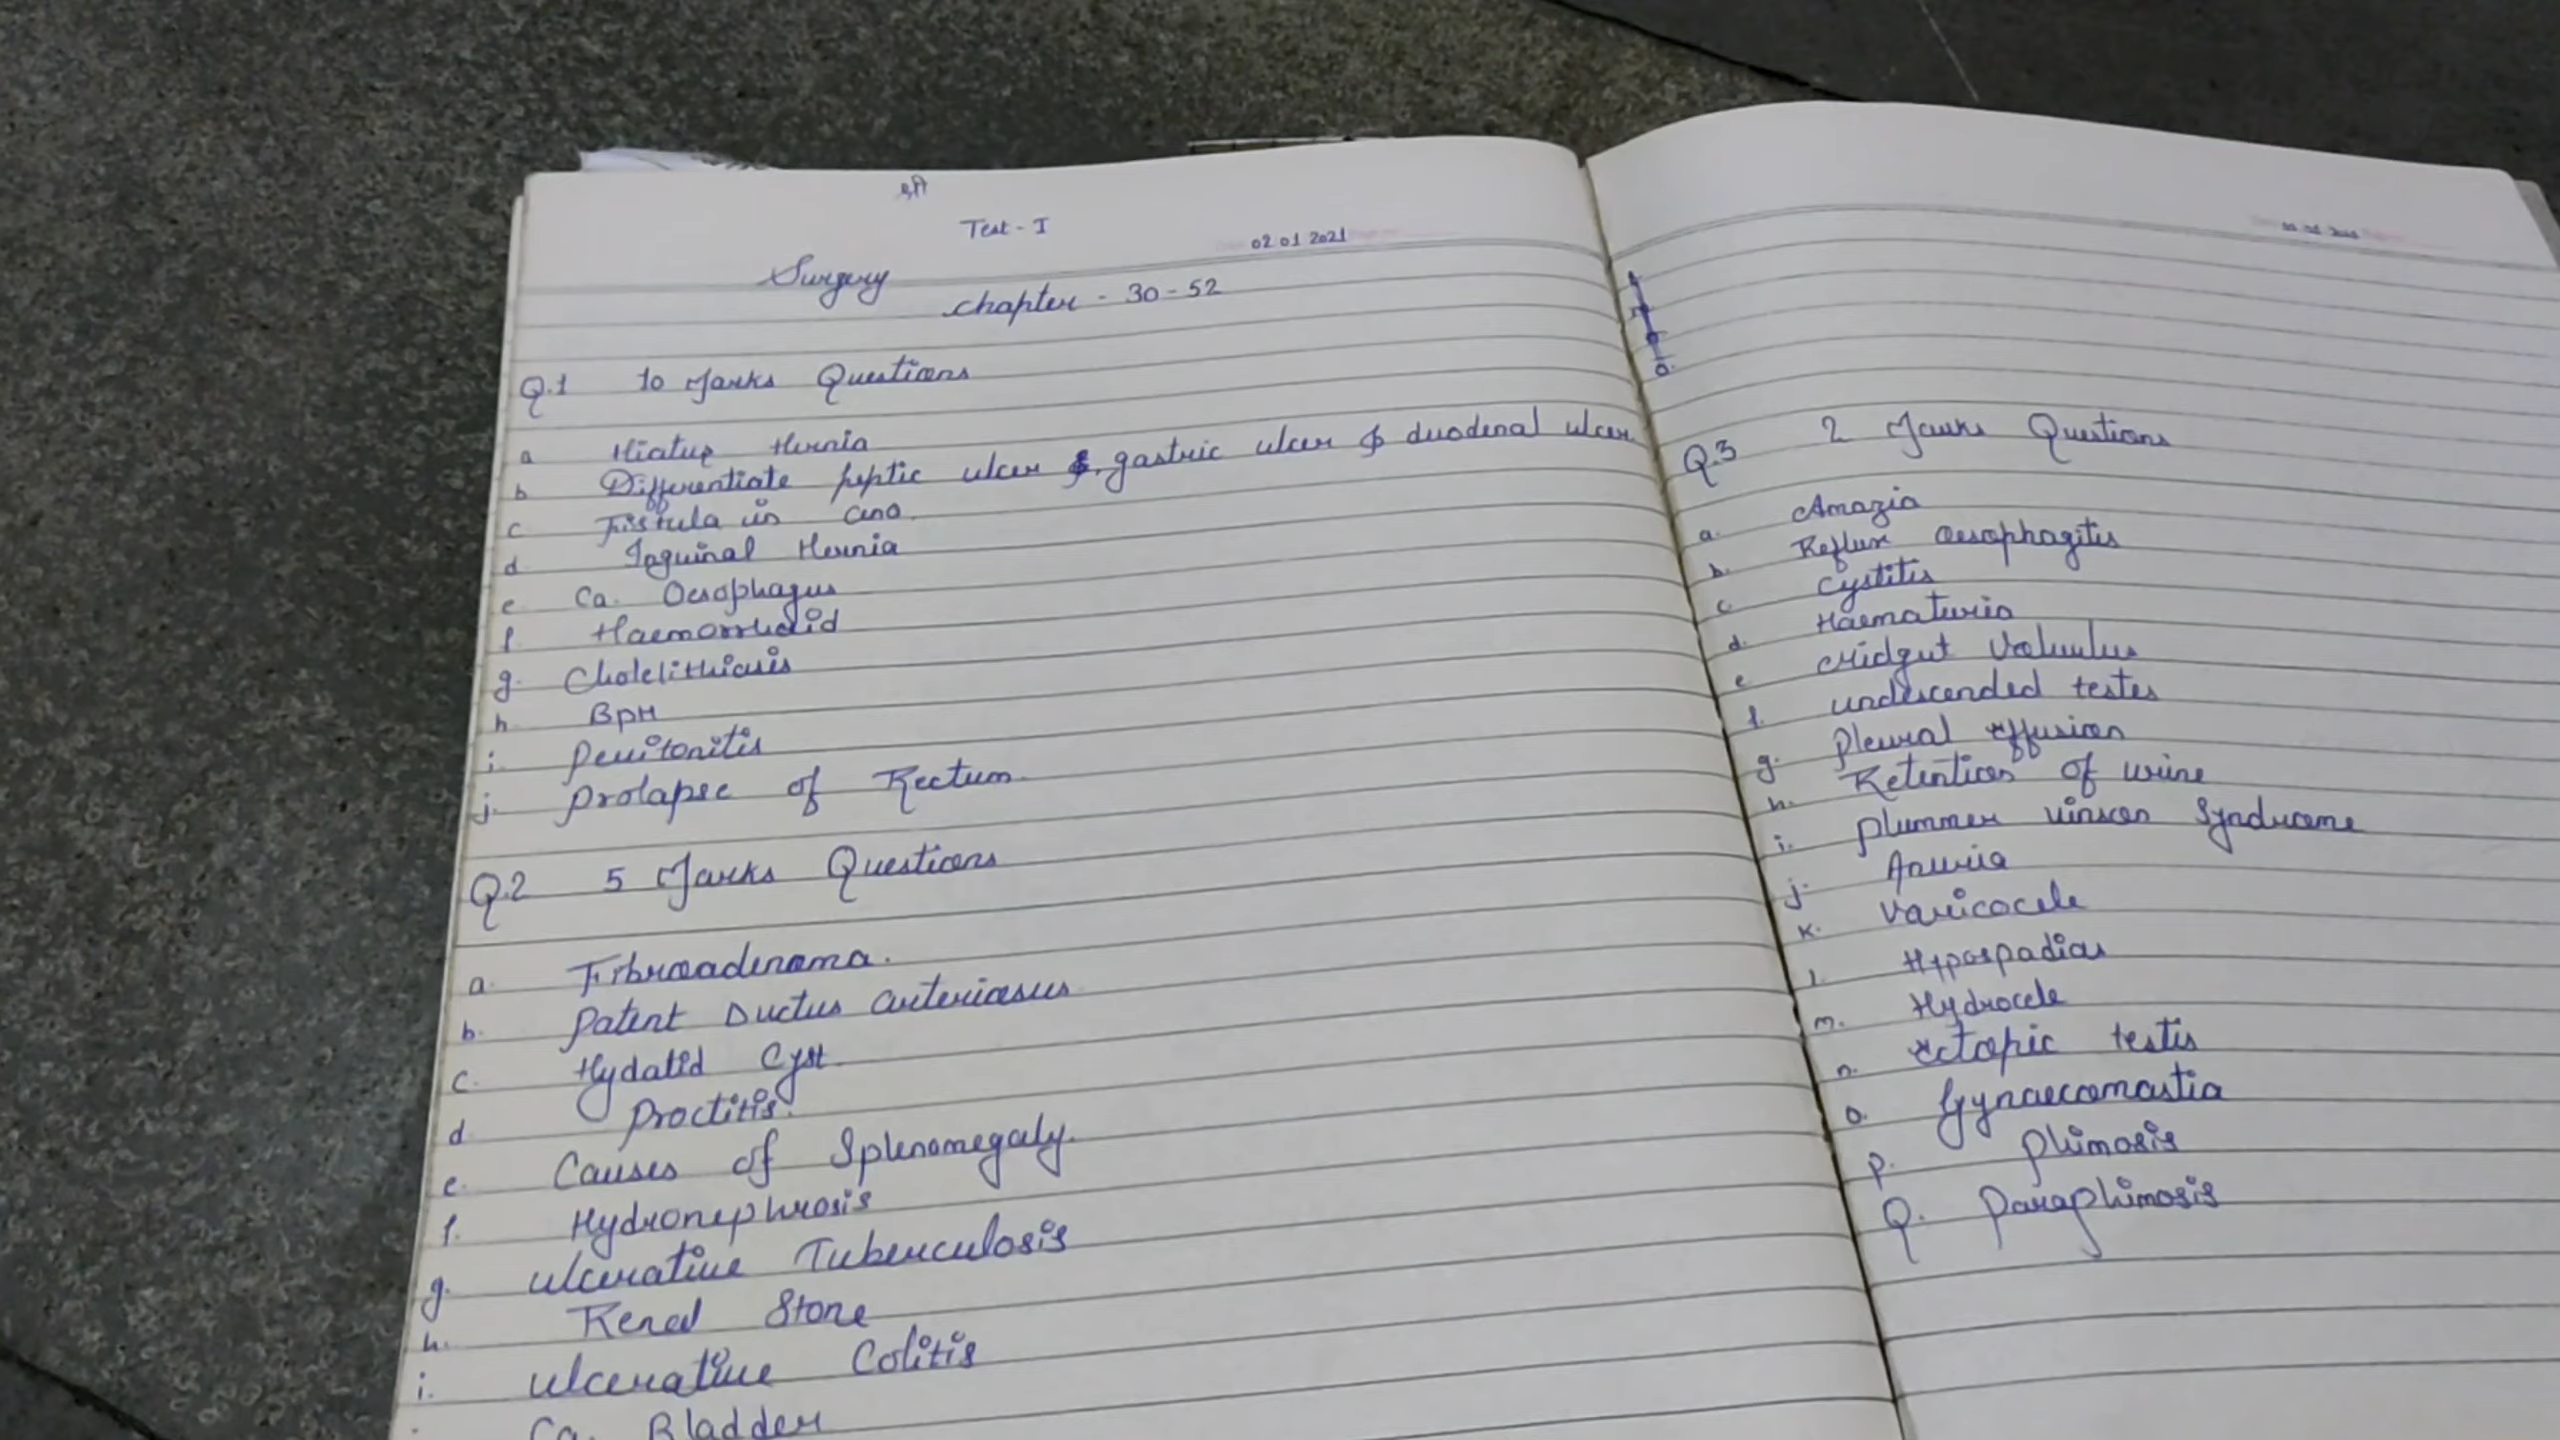 श्री
Test - I
02 01 2021
Surgery
chapter - 30 - 52
Q.1 10 Marks Questions
a Hiatus Hernia
b Differentiate peptic ulcer &, gastric ulcer & duodenal ulcer
c. Fistula in ano
d Inguinal Hernia
e Ca. Oesophagus
f. Haemorrhoid
g. Cholelithiasis
h. BPH
i. Peritonitis
j. Prolapse of Rectum
Q.2 5 Marks Questions
a. Fibroadenoma.
b. Patent Ductus arteriosus
c. Hydatid Cyst
d Proctitis.
e. Causes of Splenomegaly.
f. Hydronephrosis
g. ulcerative Tuberculosis
h. Renal Stone
i. ulcerative Colitis
Ca. Bladder
Q.3 2 Marks Questions
a. Amazia
b. Reflux oesophagitis
c. cystitis
d. Haematuria
e Midgut Volvulus
f. undescended testes
g. Pleural effusion
h. Retention of urine
i. plummer vinson Syndrome
j. Anuria
k. varicocele
l. Hypospadias
m. Hydrocele
n. ectopic testis
o. Gynaecomastia
p. phimosis
Q. Paraphimosis